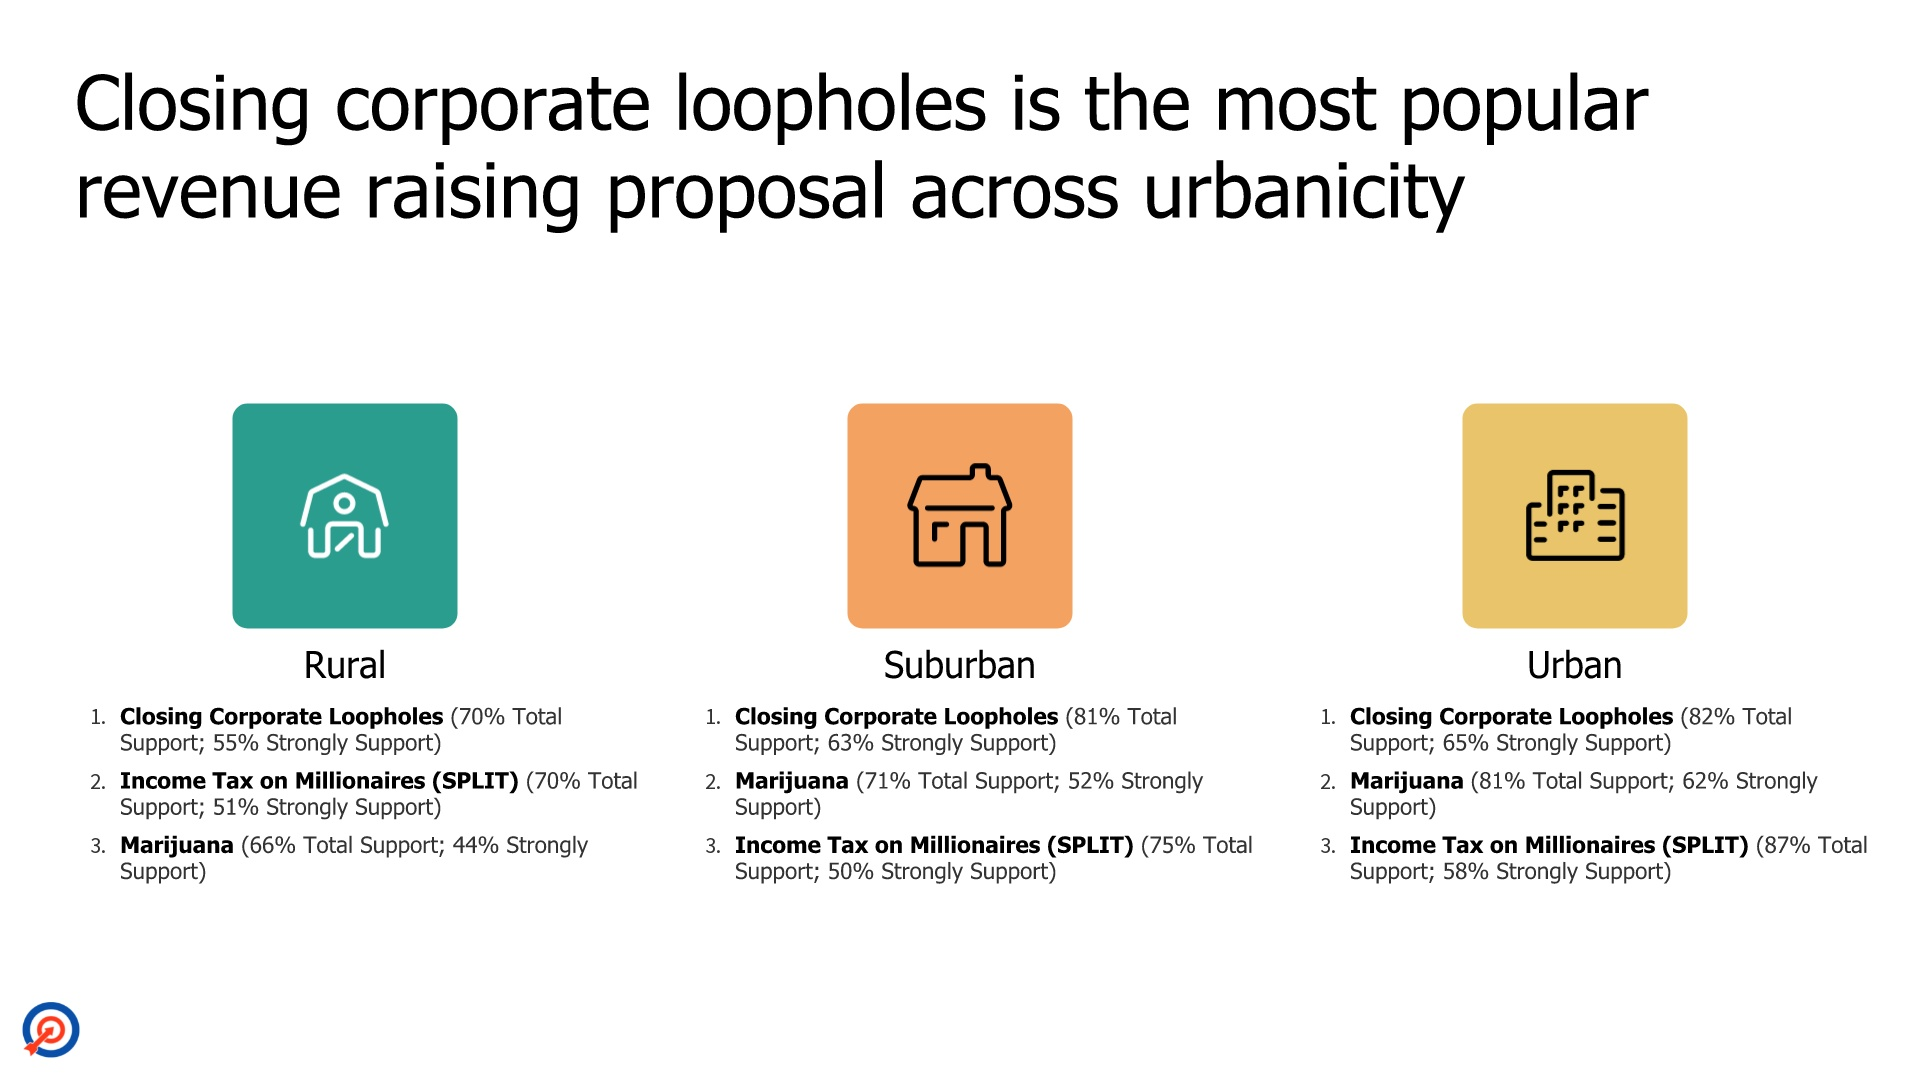 Closing corporate loopholes is the most popular
revenue raising proposal across urbanicity
Rural
1. Closing Corporate Loopholes (70% Total
Support; 55% Strongly Support)
2. Income Tax on Millionaires (SPLIT) (70% Total
Support; 51% Strongly Support)
3. Marijuana (66% Total Support; 44% Strongly
Support)
Suburban
1. Closing Corporate Loopholes (81% Total
Support; 63% Strongly Support)
2. Marijuana (71% Total Support; 52% Strongly
Support)
3. Income Tax on Millionaires (SPLIT) (75% Total
Support; 50% Strongly Support)
Urban
1. Closing Corporate Loopholes (82% Total
Support; 65% Strongly Support)
2. Marijuana (81% Total Support; 62% Strongly
Support)
3. Income Tax on Millionaires (SPLIT) (87% Total
Support; 58% Strongly Support)